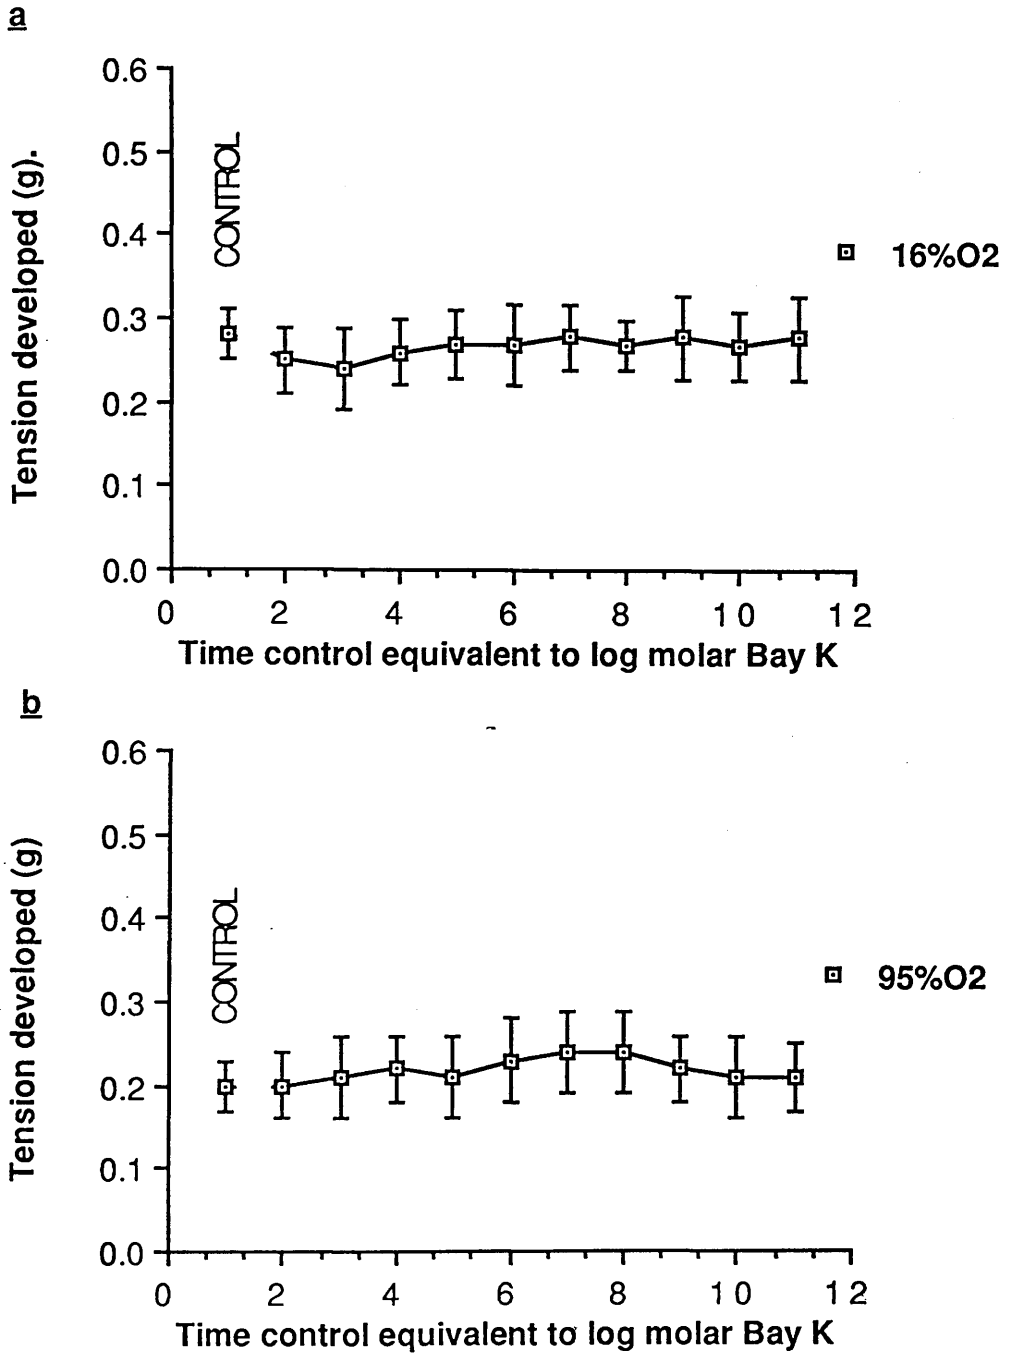 a
0.6
0.5
0.4
0.3
0.2
0.1
0.0
Tension developed (g).
CONTROL
16%O2
0 2 4 6 8 10 12
Time control equivalent to log molar Bay K
b
0.6
0.5
0.4
0.3
0.2
0.1
0.0
Tension developed (g)
CONTROL
95%O2
0 2 4 6 8 10 12
Time control equivalent to log molar Bay K